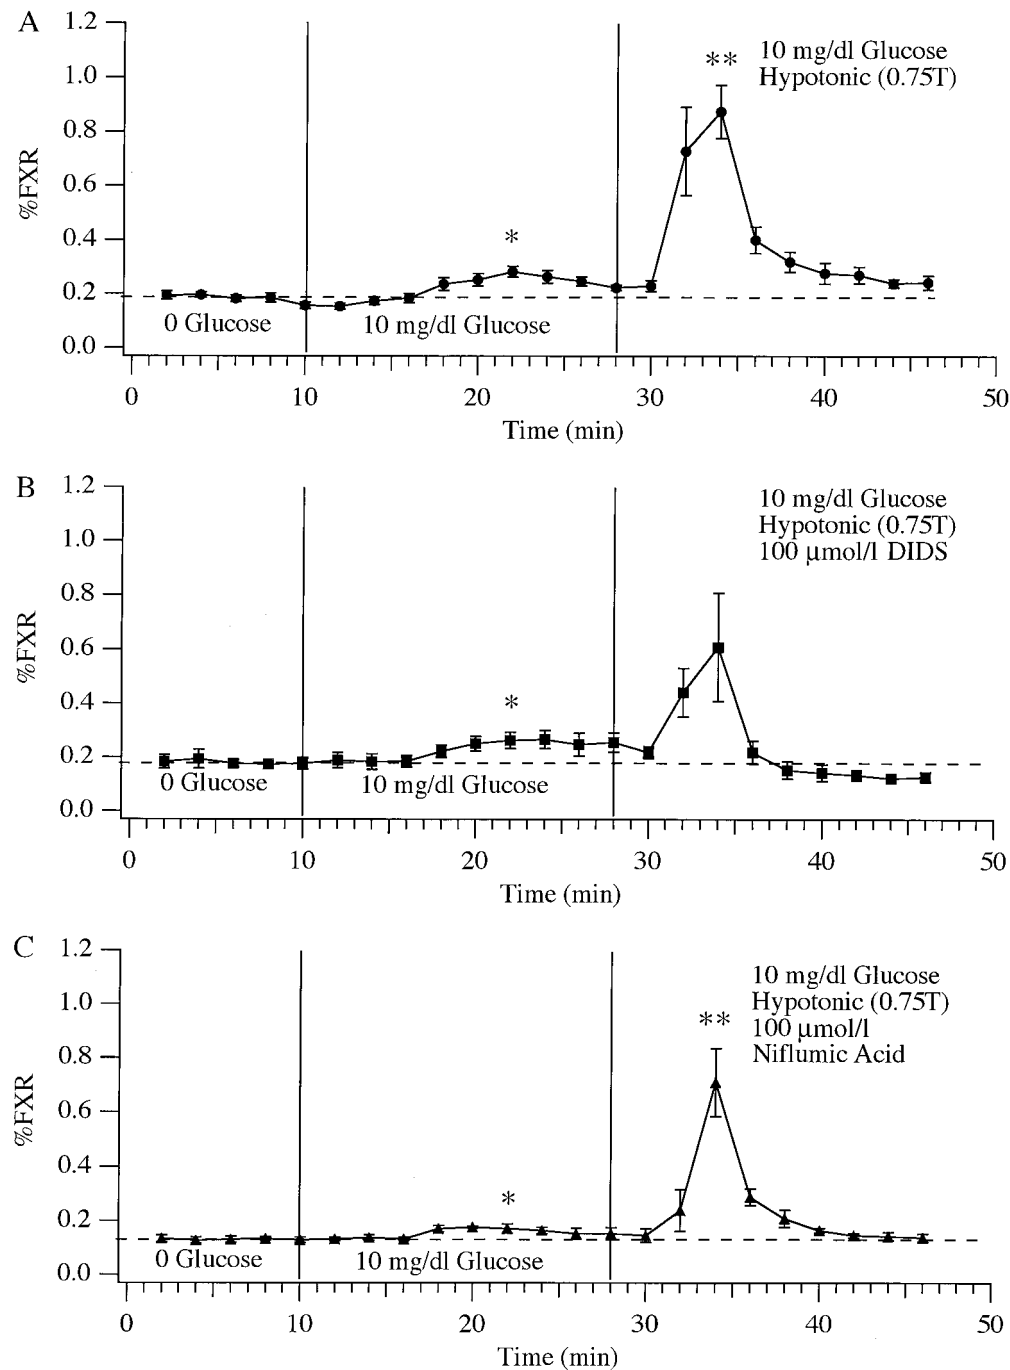 A
1.2
1.0
0.8
0.6
0.4
0.2
0.0
%FXR
**
10 mg/dl Glucose
Hypotonic (0.75T)
*
0 Glucose
10 mg/dl Glucose
0 10 20 30 40 50
Time (min)
B
1.2
1.0
0.8
0.6
0.4
0.2
0.0
%FXR
10 mg/dl Glucose
Hypotonic (0.75T)
100 µmol/l DIDS
*
0 Glucose
10 mg/dl Glucose
0 10 20 30 40 50
Time (min)
C
1.2
1.0
0.8
0.6
0.4
0.2
0.0
%FXR
10 mg/dl Glucose
Hypotonic (0.75T)
100 µmol/l
Niflumic Acid
**
*
0 Glucose
10 mg/dl Glucose
0 10 20 30 40 50
Time (min)